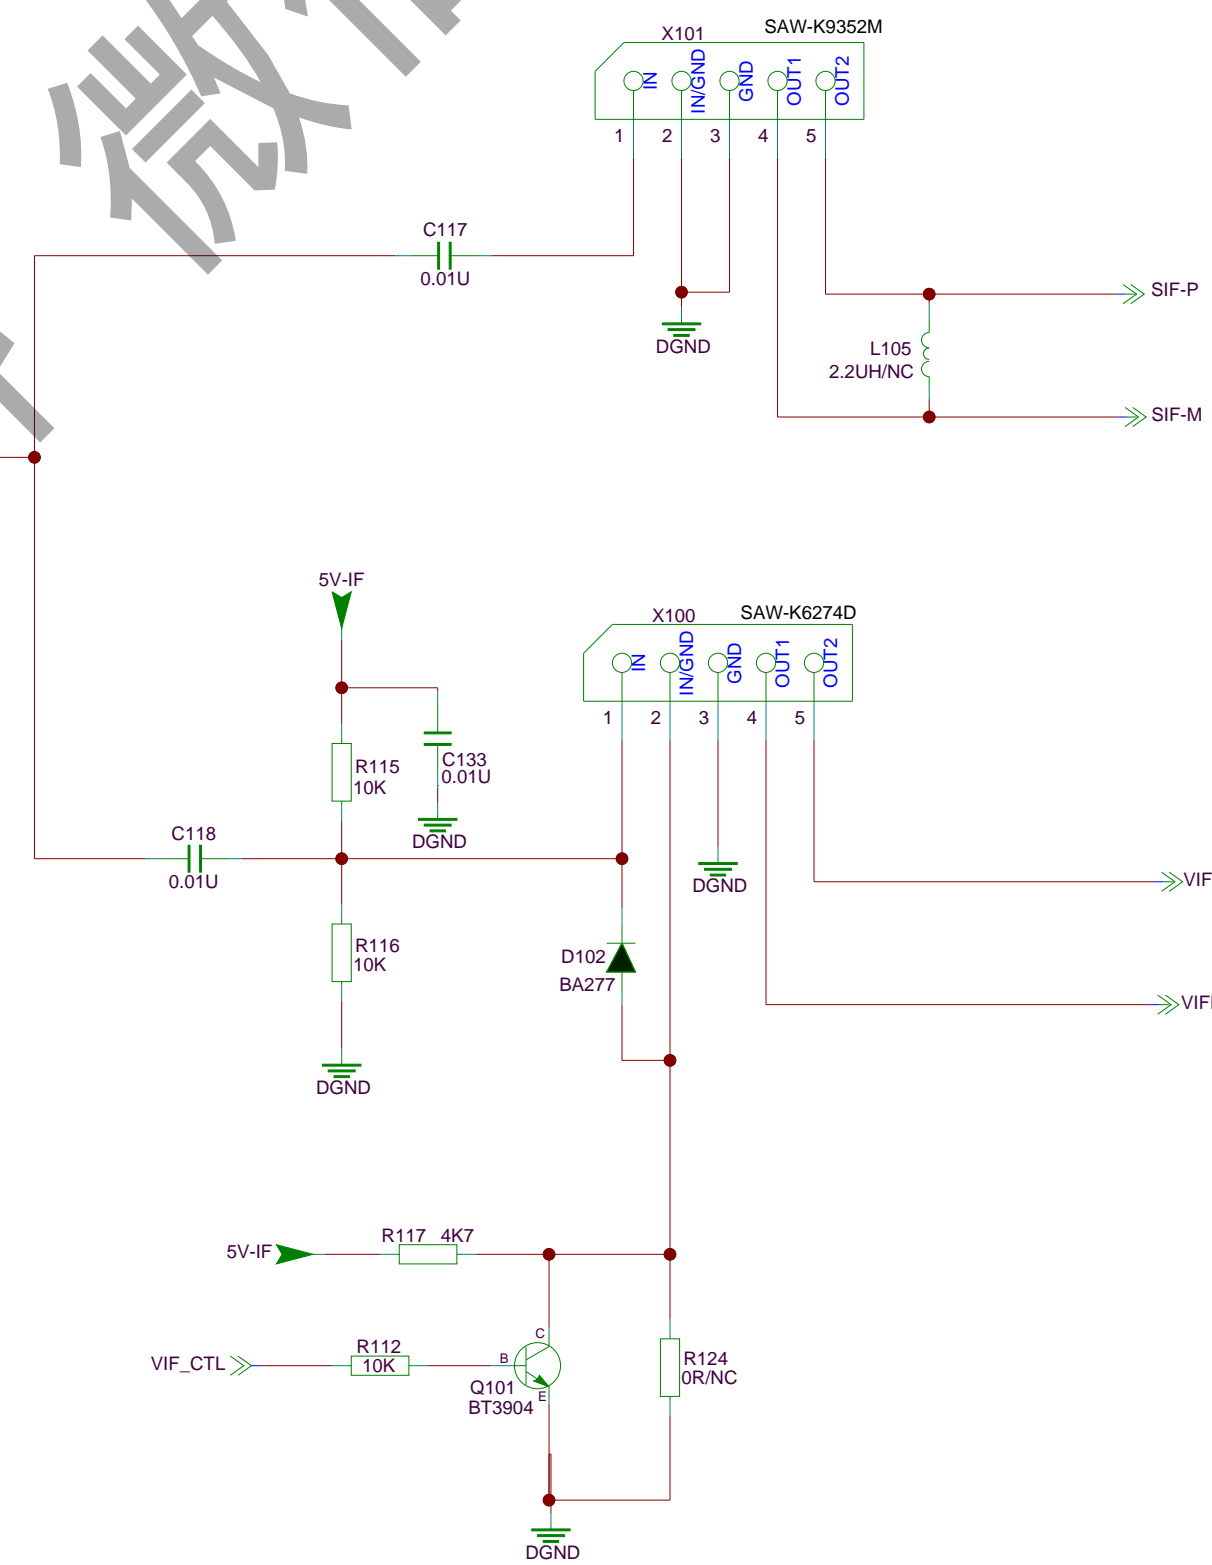 微
SAW-K9352M
X101
IN
IN/GND
GND
OUT1
OUT2
1 2 3 4 5
C117
0.01U
DGND
SIF-P
L105
2.2UH/NC
SIF-M
5V-IF
X100
SAW-K6274D
IN
IN/GND
GND
OUT1
OUT2
1 2 3 4 5
R115
10K
C133
0.01U
DGND
C118
0.01U
DGND
VIF
R116
10K
D102
BA277
VIF
DGND
R117 4K7
5V-IF
C
VIF_CTL
R112
10K
B
Q101
E
BT3904
R124
0R/NC
DGND